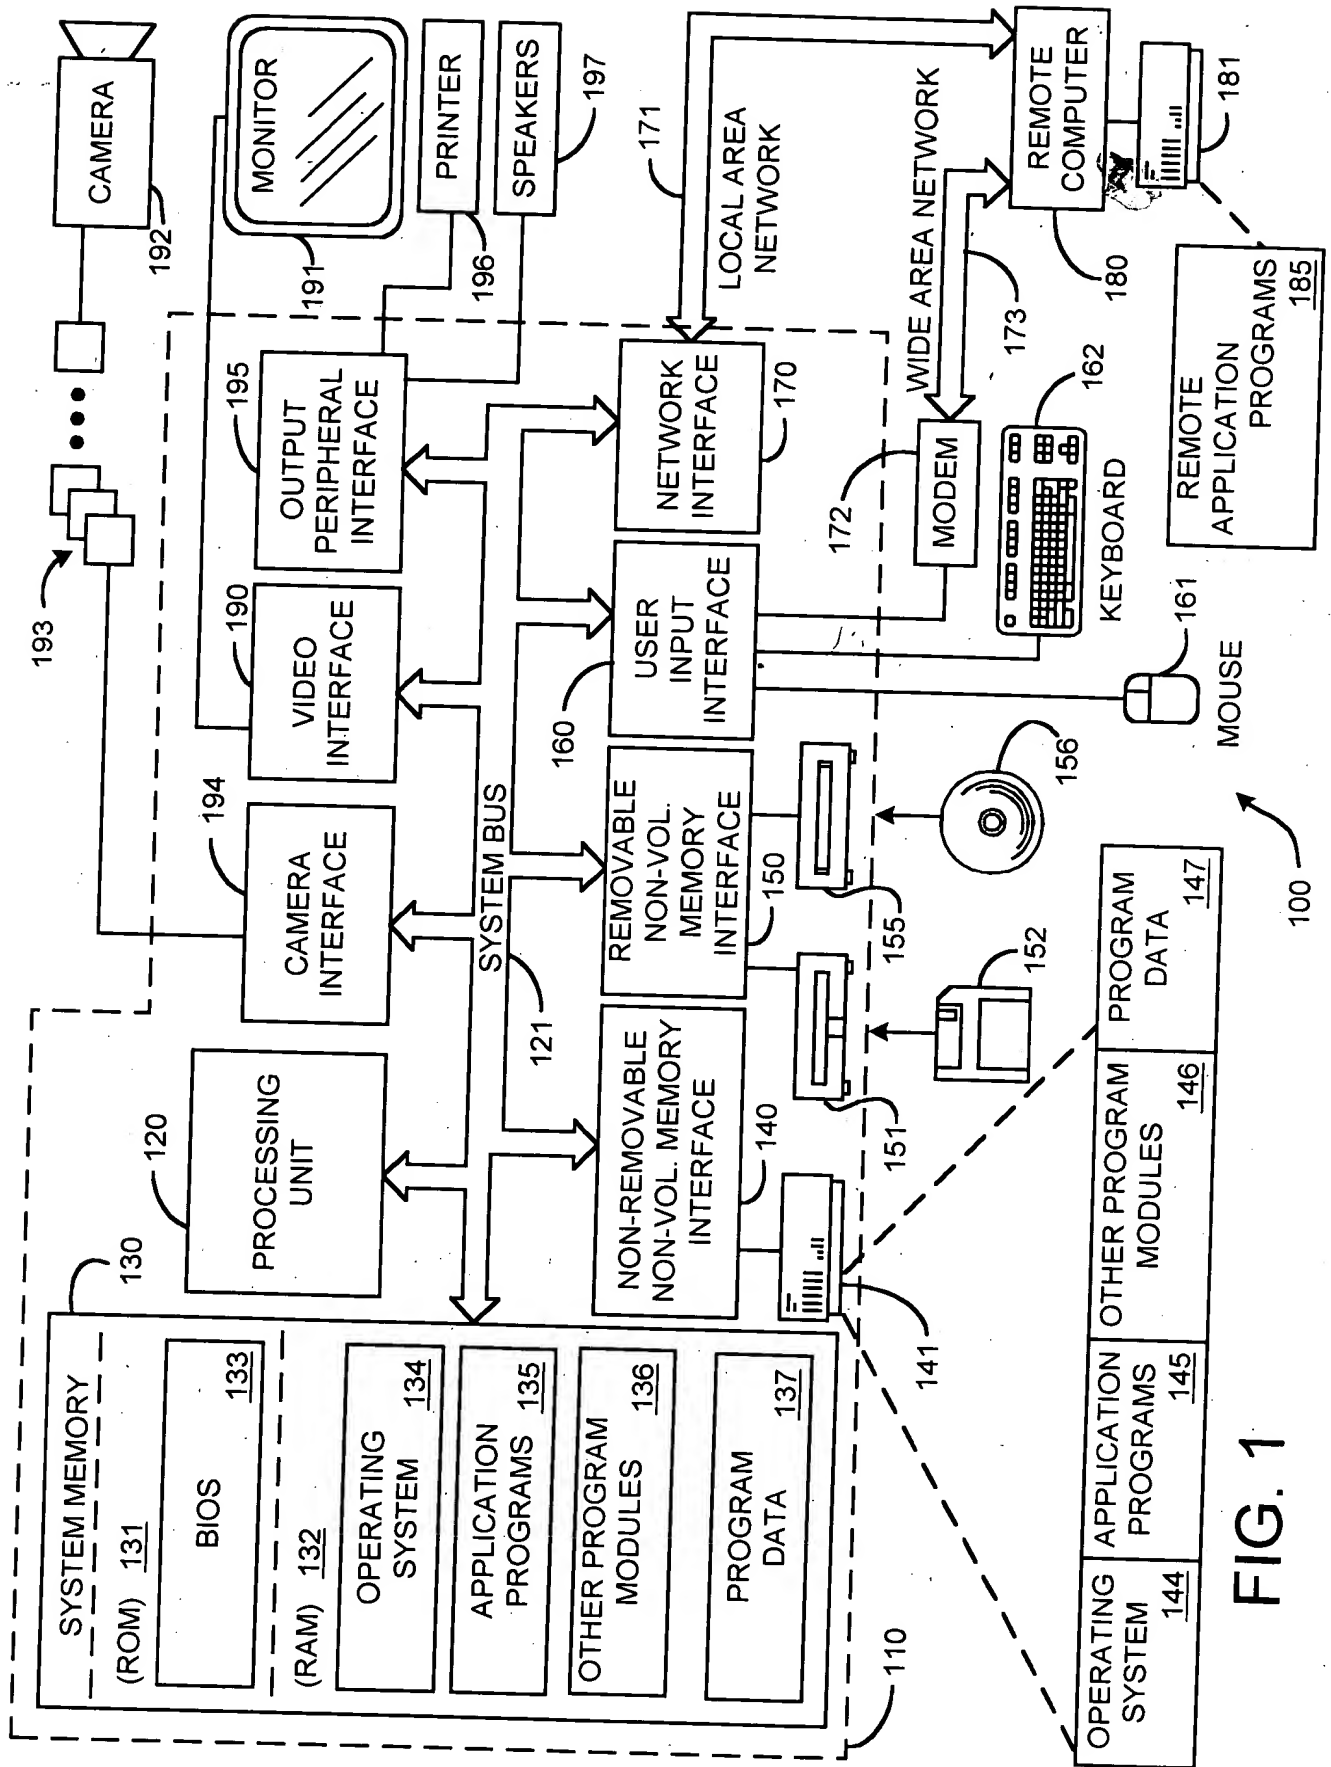 CAMERA
192
193
MONITOR
191
PRINTER
196
SPEAKERS
197
194
CAMERA
INTERFACE
190
VIDEO
INTERFACE
195
OUTPUT
PERIPHERAL
INTERFACE
120
PROCESSING
UNIT
130
SYSTEM MEMORY
(ROM) 131
BIOS
133
(RAM) 132
OPERATING
SYSTEM
134
APPLICATION
PROGRAMS
135
OTHER PROGRAM
MODULES
136
PROGRAM
DATA
137
SYSTEM BUS
121
NON-REMOVABLE
NON-VOL. MEMORY
INTERFACE
140
REMOVABLE
NON-VOL.
MEMORY
INTERFACE
150
160
USER
INPUT
INTERFACE
NETWORK
INTERFACE
170
171
LOCAL AREA
NETWORK
141
151
155
152
156
110
172
MODEM
WIDE AREA NETWORK
173
REMOTE
COMPUTER
180
181
162
KEYBOARD
161
MOUSE
REMOTE
APPLICATION
PROGRAMS
185
OPERATING
SYSTEM
144
APPLICATION
PROGRAMS
145
OTHER PROGRAM
MODULES
146
PROGRAM
DATA
147
100
FIG. 1